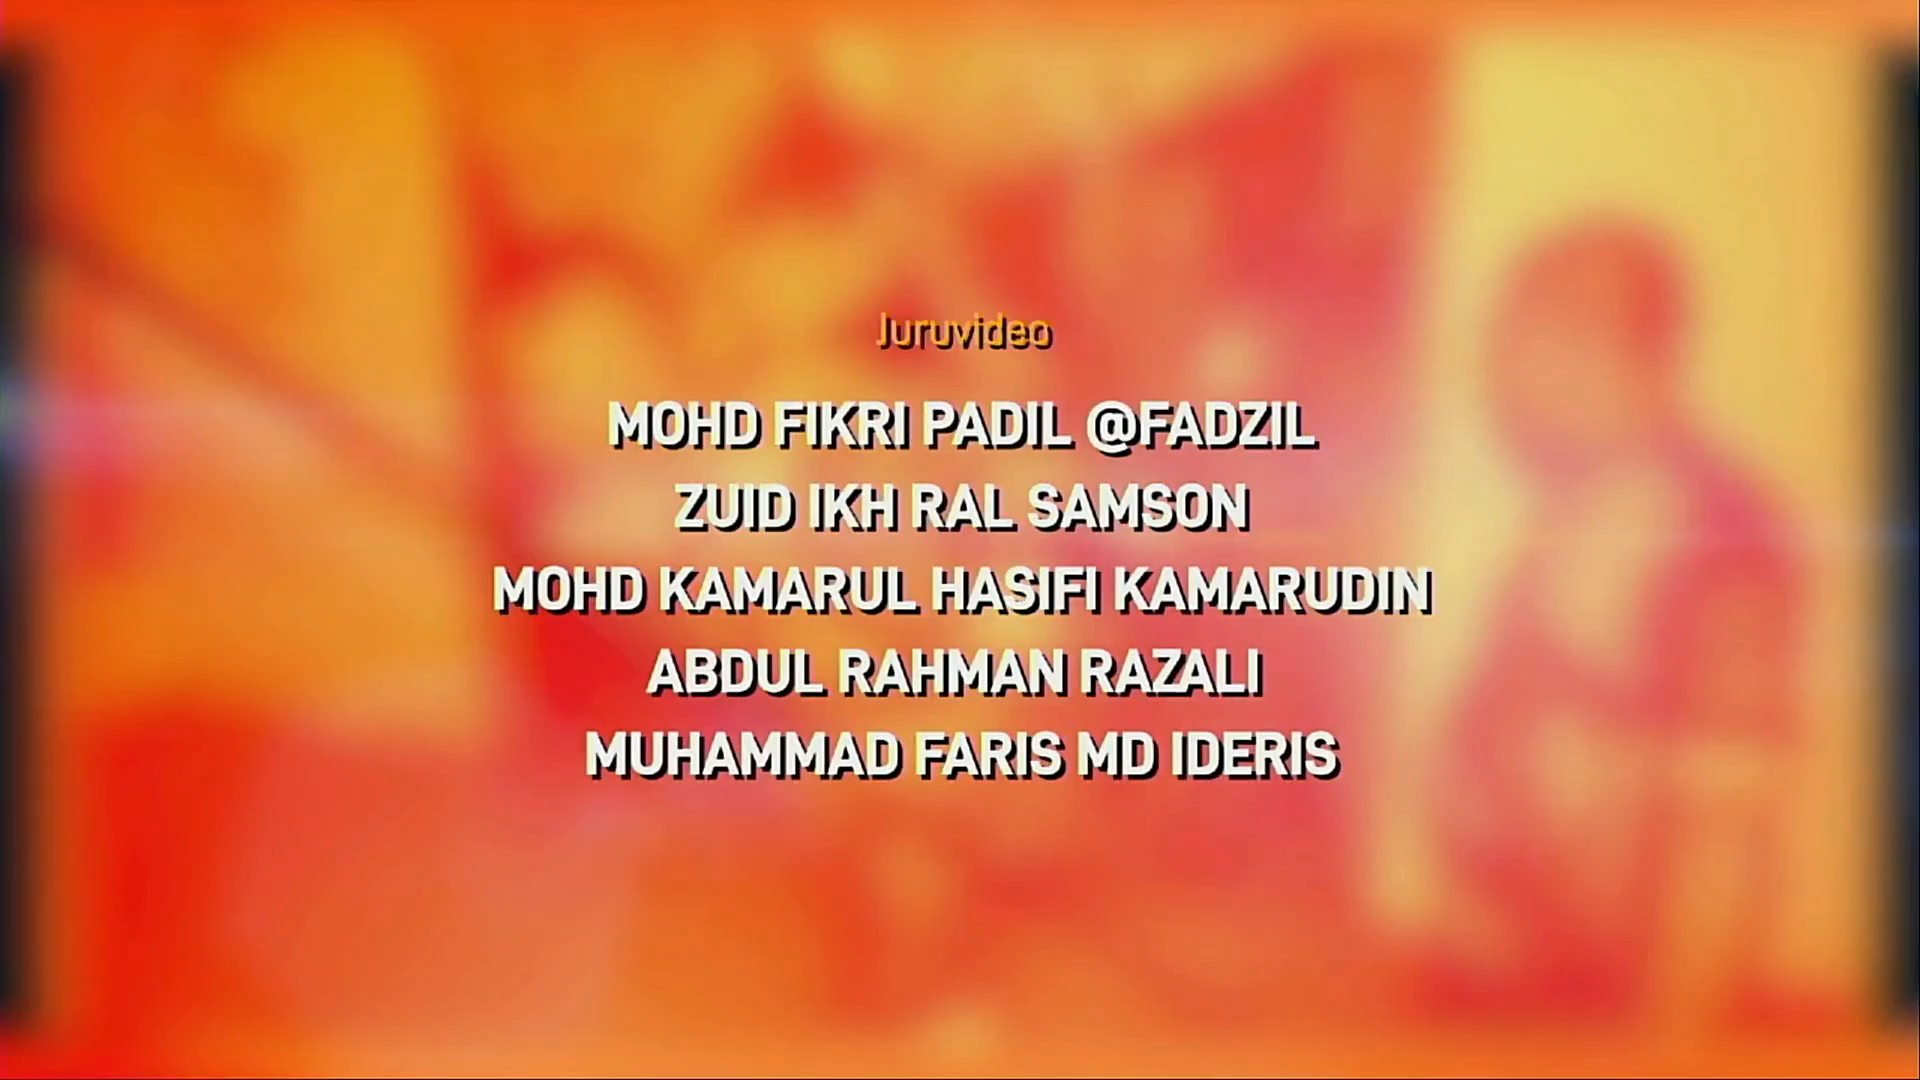 Juruvideo
MOHD FIKRI PADIL @FADZIL
ZUID IKH RAL SAMSON
MOHD KAMARUL HASIFI KAMARUDIN
ABDUL RAHMAN RAZALI
MUHAMMAD FARIS MD IDERIS